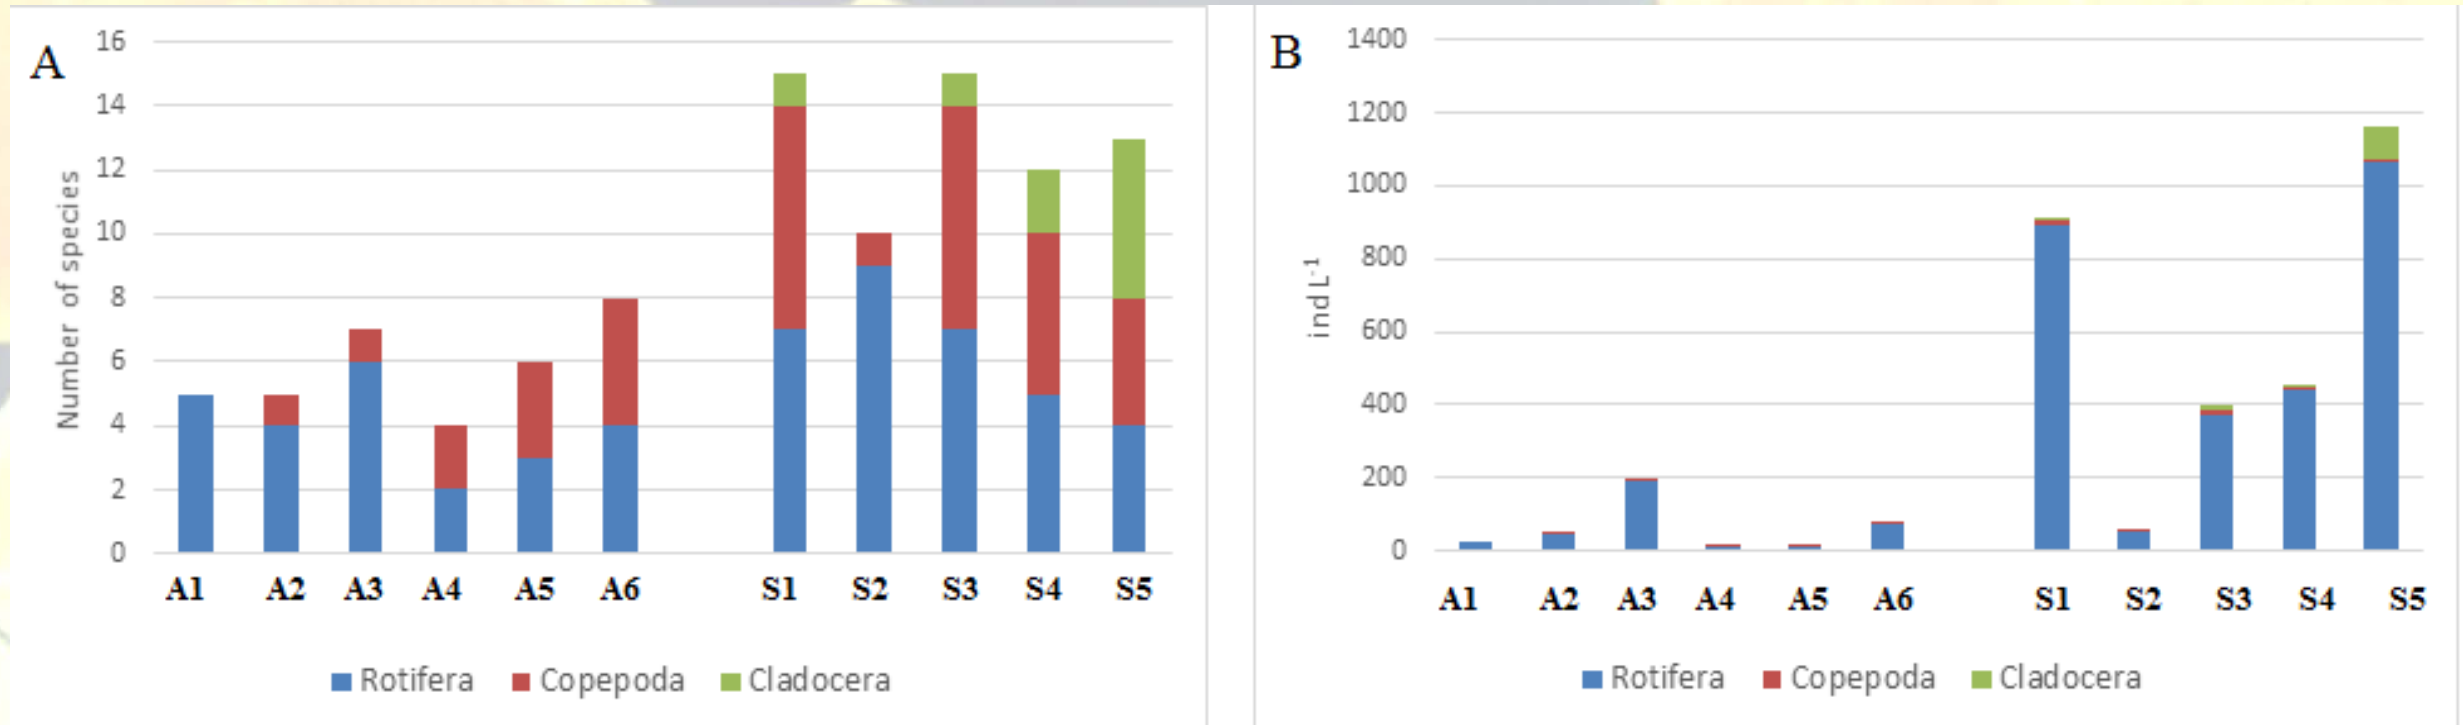 A
Number of species
16
14
12
10
8
6
4
2
0
A1 A2 A3 A4 A5 A6 S1 S2 S3 S4 S5
Rotifera Copepoda Cladocera
B
ind L⁻¹
1400
1200
1000
800
600
400
200
0
A1 A2 A3 A4 A5 A6 S1 S2 S3 S4 S5
Rotifera Copepoda Cladocera